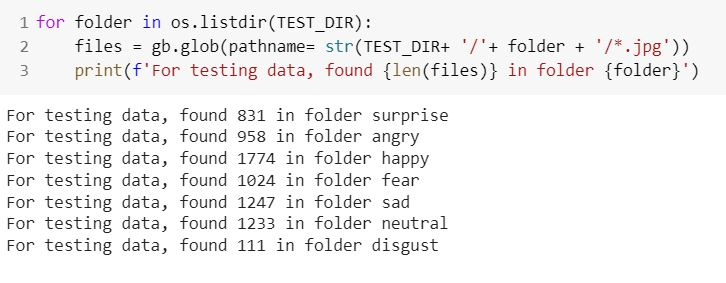 1 for folder in os.listdir(TEST_DIR):
2     files = gb.glob(pathname= str(TEST_DIR+ '/'+ folder + '/*.jpg'))
3     print(f'For testing data, found {len(files)} in folder {folder}')
For testing data, found 831 in folder surprise
For testing data, found 958 in folder angry
For testing data, found 1774 in folder happy
For testing data, found 1024 in folder fear
For testing data, found 1247 in folder sad
For testing data, found 1233 in folder neutral
For testing data, found 111 in folder disgust